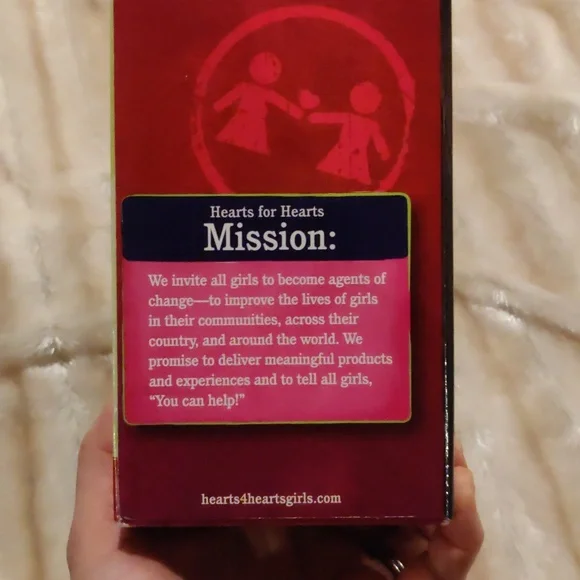 Hearts for Hearts
Mission:
We invite all girls to become agents of
change—to improve the lives of girls
in their communities, across their
country, and around the world. We
promise to deliver meaningful products
and experiences and to tell all girls,
“You can help!”
hearts4heartsgirls.com